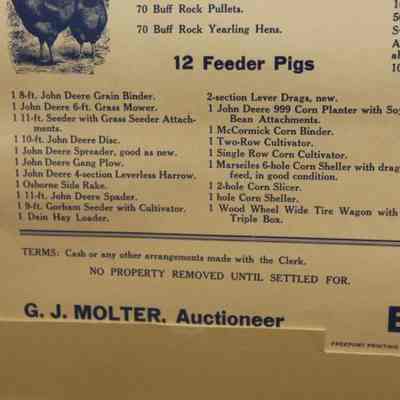 70 Buff Rock Pullets.
70 Buff Rock Yearling Hens.
12 Feeder Pigs
1 8-ft. John Deere Grain Binder.
1 John Deere 6-ft. Grass Mower.
1 11-ft. Seeder with Grass Seeder Attach-
ments.
1 10-ft. John Deere Disc.
1 John Deere Spreader, good as new.
1 John Deere Gang Plow.
1 John Deere 4-section Leverless Harrow.
1 Osborne Side Rake.
1 11-ft. John Deere Spader.
1 9-ft. Gorham Seeder with Cultivator.
1 Dain Hay Loader.
2-section Lever Drags, new.
1 John Deere 999 Corn Planter with Soy
Bean Attachments.
1 McCormick Corn Binder.
1 Two-Row Cultivator.
1 Single Row Corn Cultivator.
1 Marseiles 6-hole Corn Sheller with drag
feed, in good condition.
1 2-hole Corn Slicer.
1 hole Corn Sheller.
1 Wood Wheel Wide Tire Wagon with
Triple Box.
TERMS: Cash or any other arrangements made with the Clerk.
NO PROPERTY REMOVED UNTIL SETTLED FOR.
G. J. MOLTER, Auctioneer
FREEPORT PRINTING